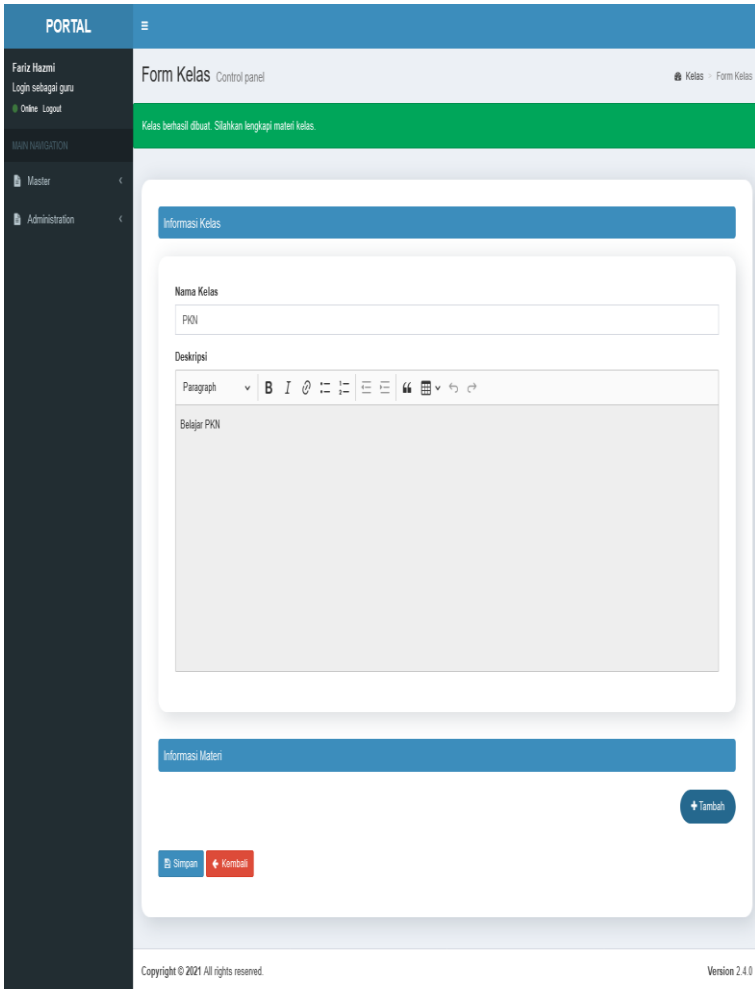 PORTAL
Fariz Hazmi
Login sebagai guru
Online Logout
MAIN NAVIGATION
Master
Administration
Form Kelas Control panel
Kelas > Form Kelas
Kelas berhasil dibuat. Silahkan lengkapi materi kelas.
Informasi Kelas
Nama Kelas
PKN
Deskripsi
Paragraph
Belajar PKN
Informasi Materi
+ Tambah
Simpan
Kembali
Copyright © 2021 All rights reserved.
Version 2.4.0